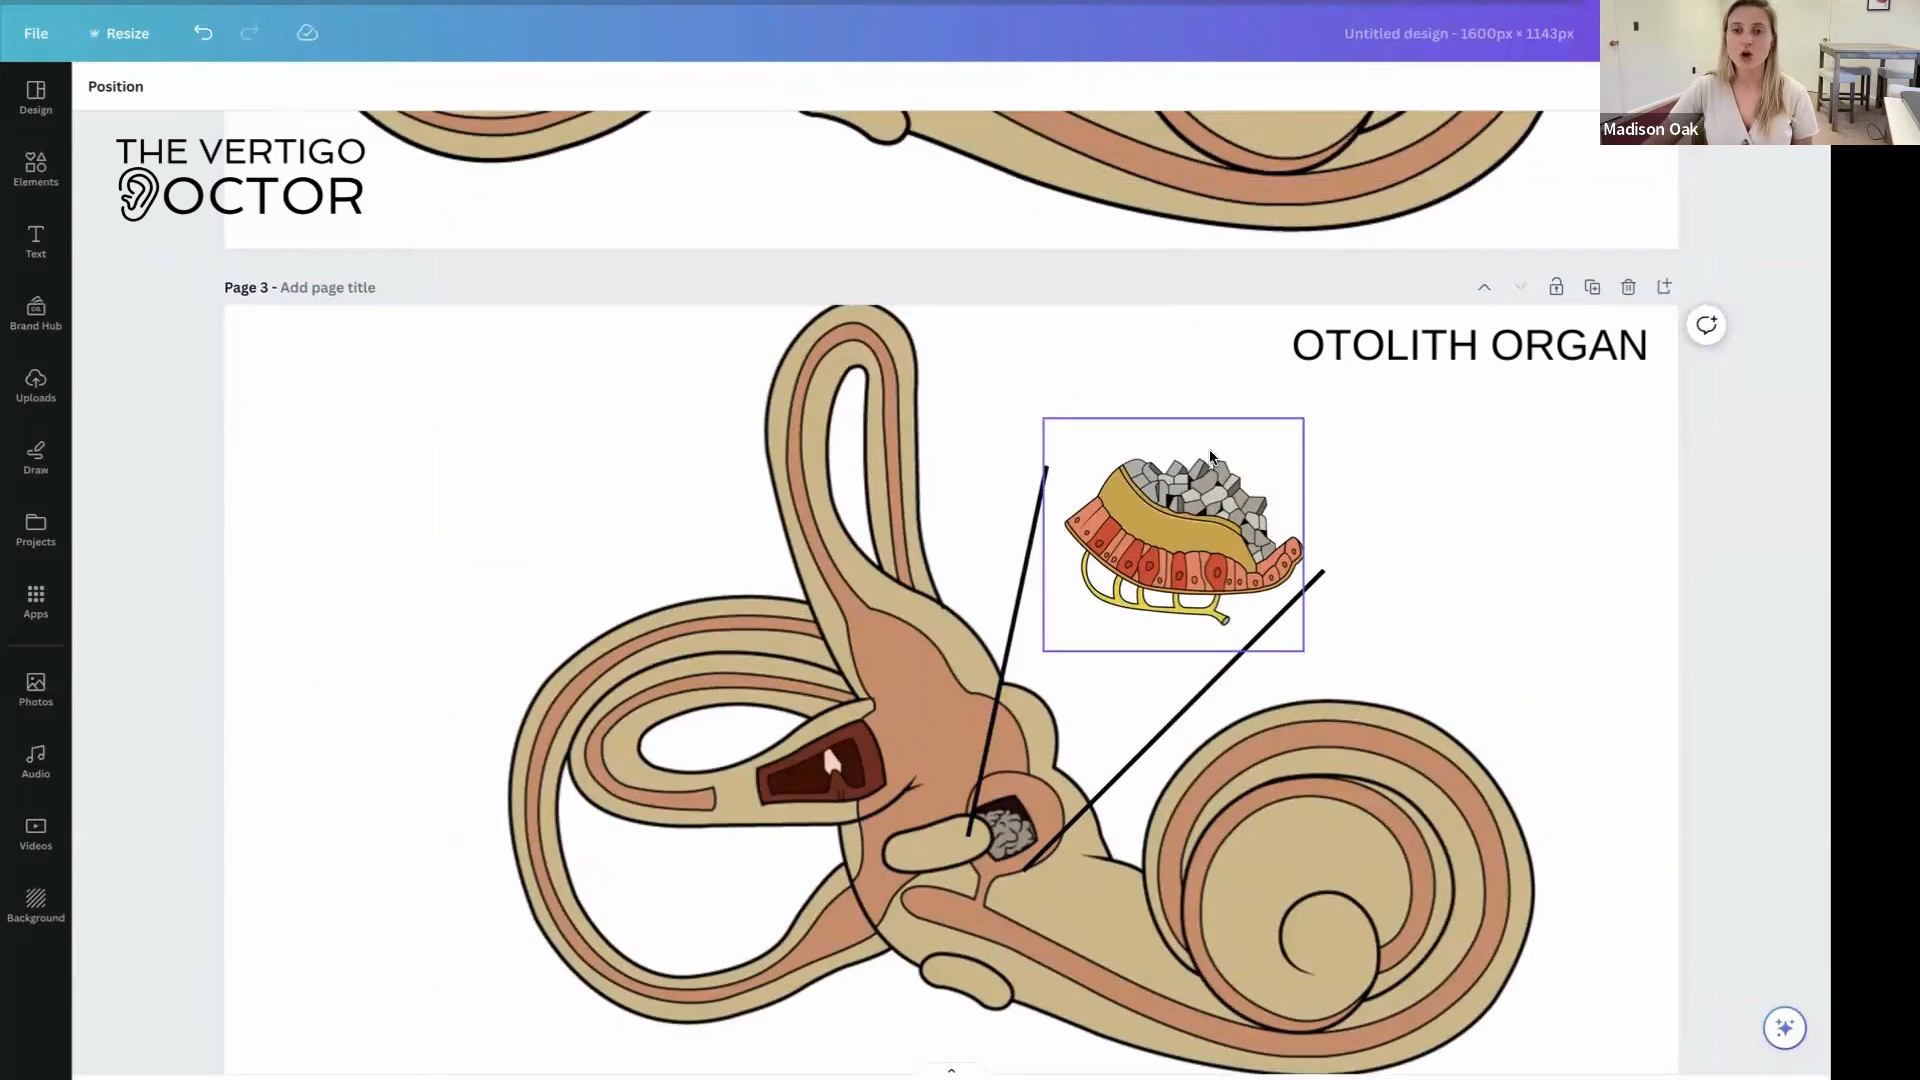 File
Resize
Untitled design - 1600px × 1143px
Madison Oak
Position
Design
Elements
Text
Brand Hub
Uploads
Draw
Projects
Apps
Photos
Audio
Videos
Background
THE VERTIGO
DOCTOR
Page 3 - Add page title
OTOLITH ORGAN